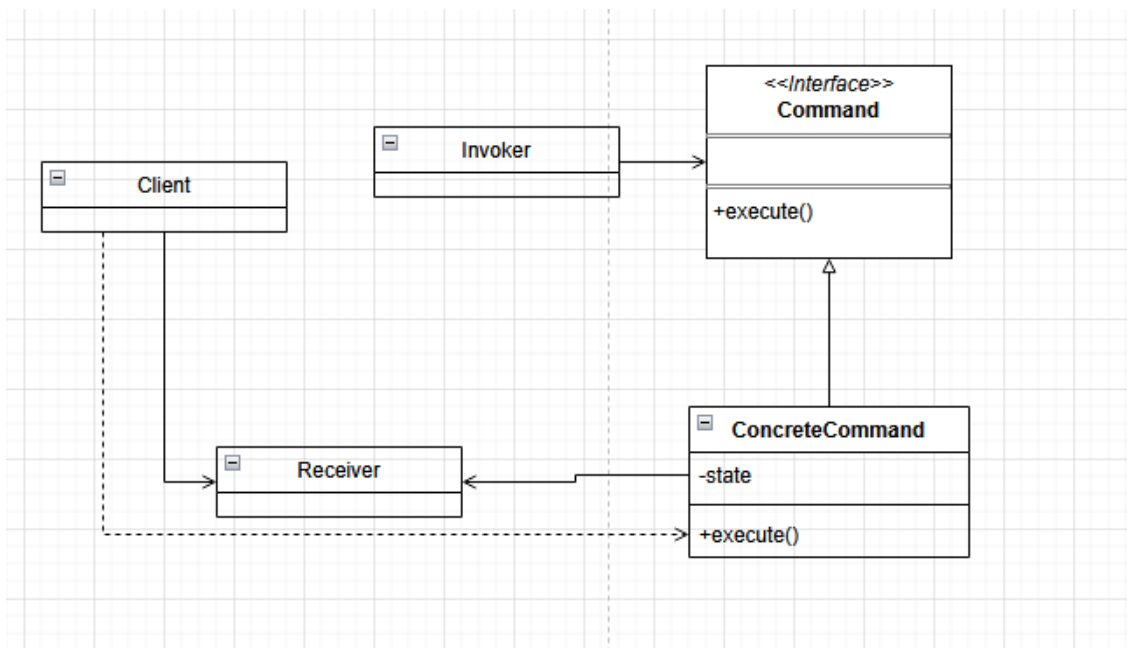 <<Interface>>
Command
+execute()
Invoker
Client
Receiver
ConcreteCommand
-state
+execute()